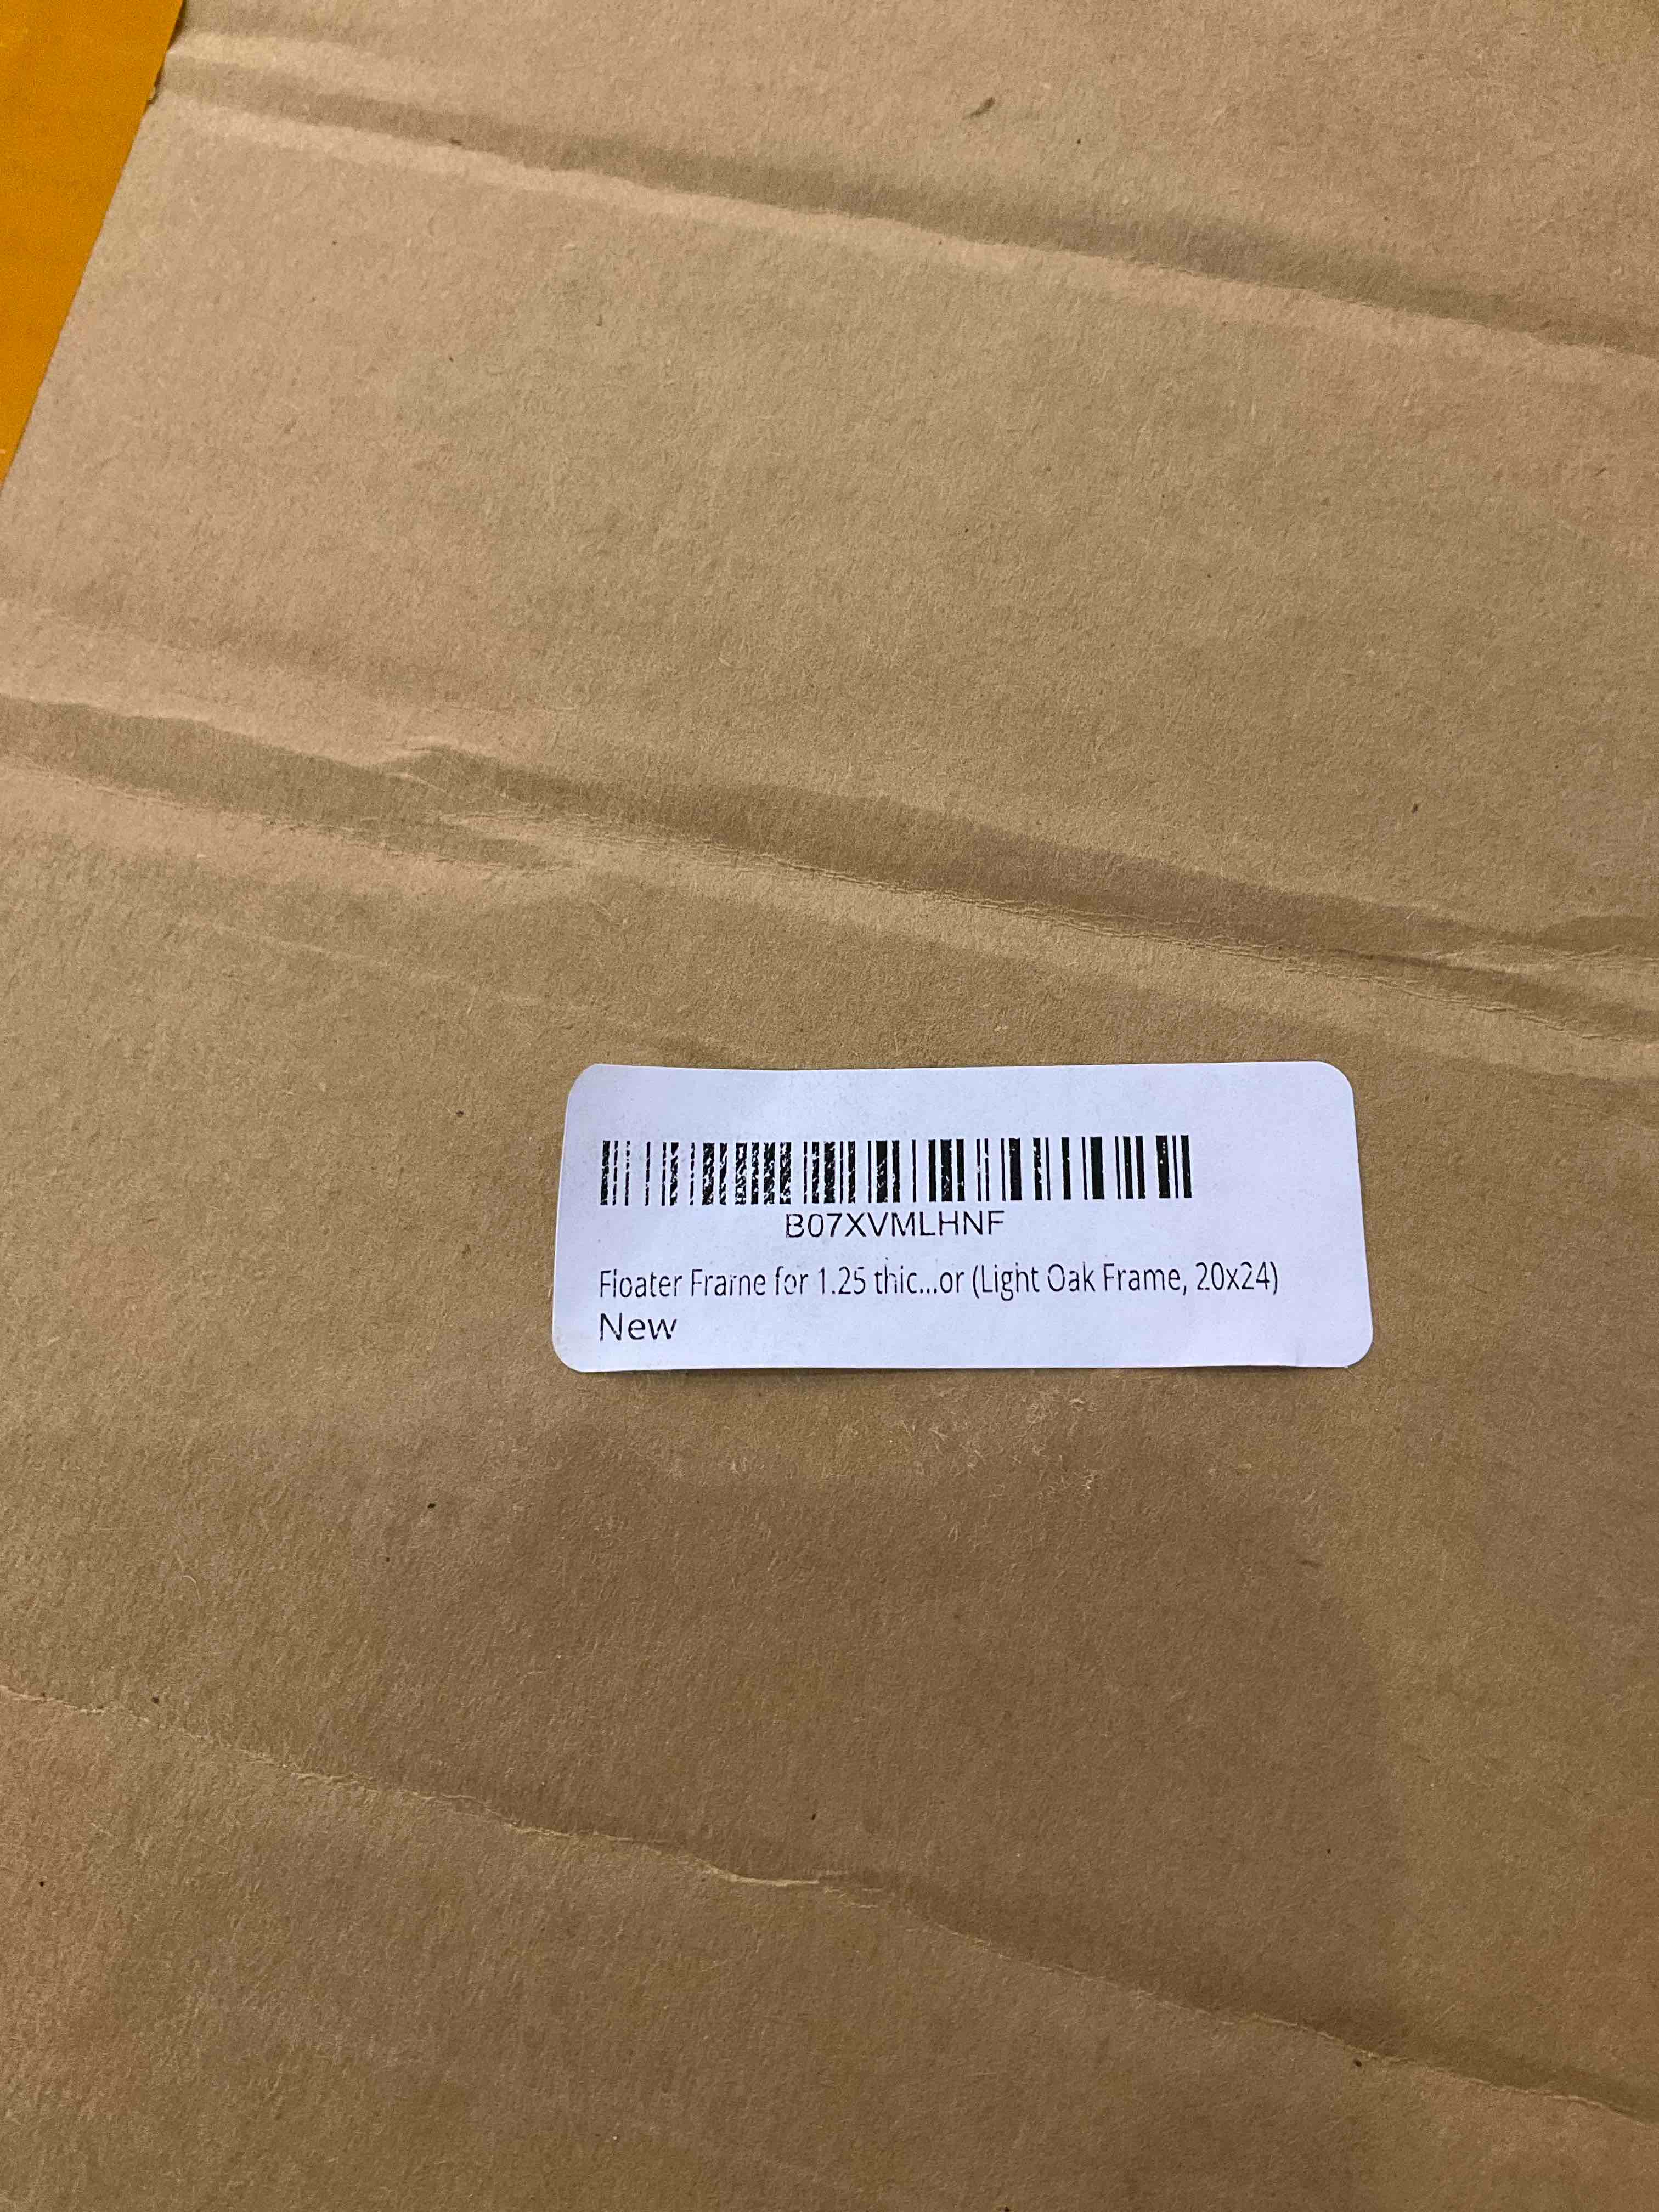 B07XVMLHNF
Floater Frame for 1.25 thic...or (Light Oak Frame, 20x24)
New